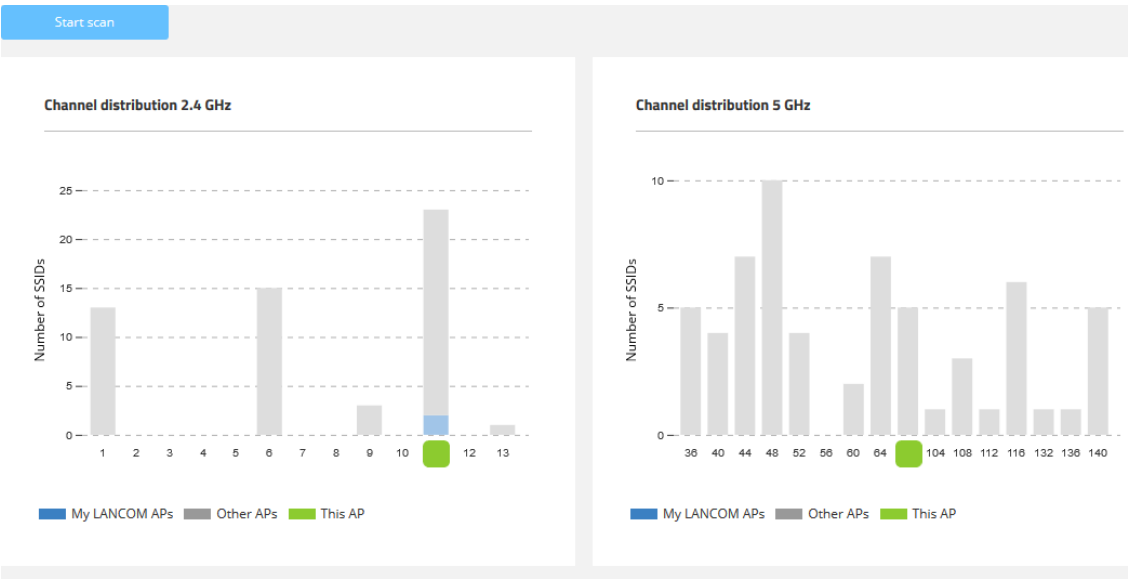 Start scan
Channel distribution 2.4 GHz
25
20
15
10
5
0
Number of SSIDs
1 2 3 4 5 6 7 8 9 10 12 13
My LANCOM APs Other APs This AP
Channel distribution 5 GHz
10
5
0
Number of SSIDs
36 40 44 48 52 56 60 64 104 108 112 116 132 136 140
My LANCOM APs Other APs This AP